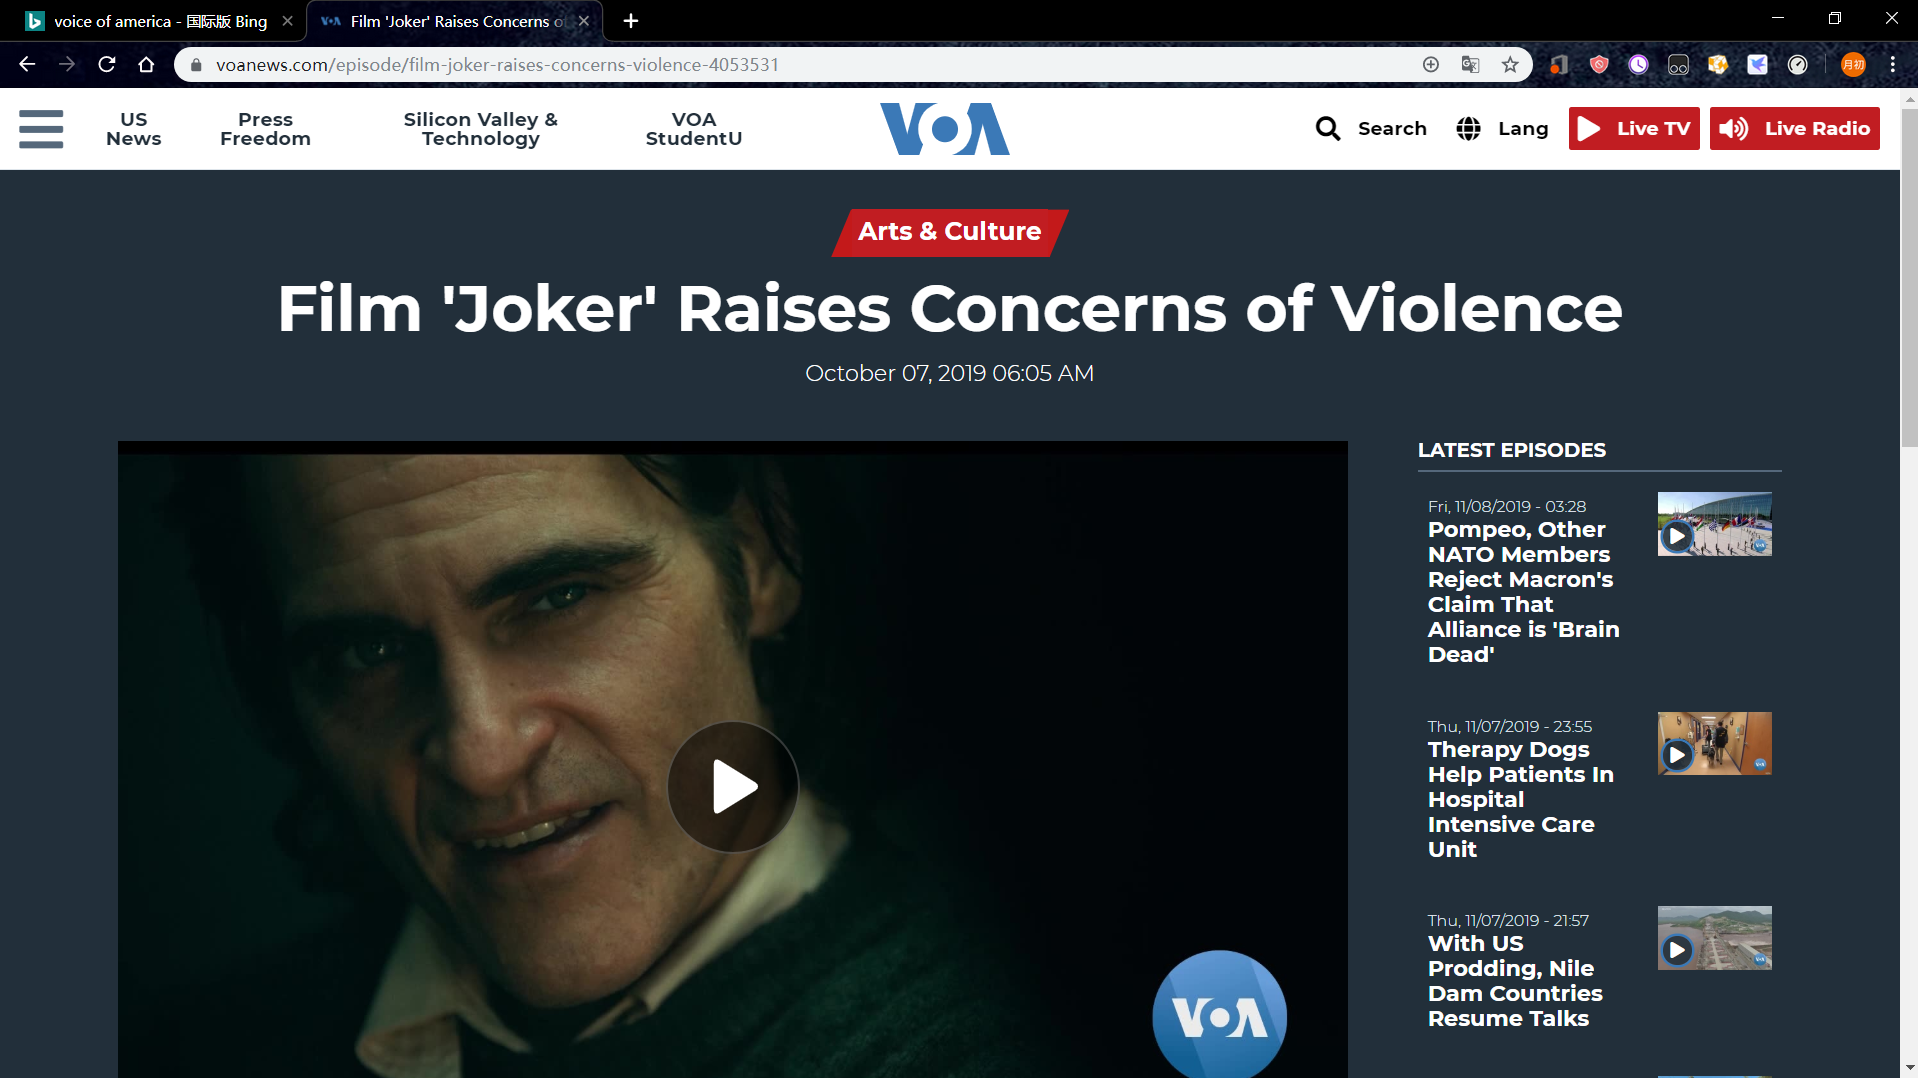 voice of america - 国际版 Bing
Film 'Joker' Raises Concerns o
voanews.com/episode/film-joker-raises-concerns-violence-4053531
月初
US
News
Press
Freedom
Silicon Valley &
Technology
VOA
StudentU
VOA
Search
Lang
Live TV
Live Radio
Arts & Culture
Film 'Joker' Raises Concerns of Violence
October 07, 2019 06:05 AM
VOA
LATEST EPISODES
Fri, 11/08/2019 - 03:28
Pompeo, Other
NATO Members
Reject Macron's
Claim That
Alliance is 'Brain
Dead'
Thu, 11/07/2019 - 23:55
Therapy Dogs
Help Patients In
Hospital
Intensive Care
Unit
Thu, 11/07/2019 - 21:57
With US
Prodding, Nile
Dam Countries
Resume Talks